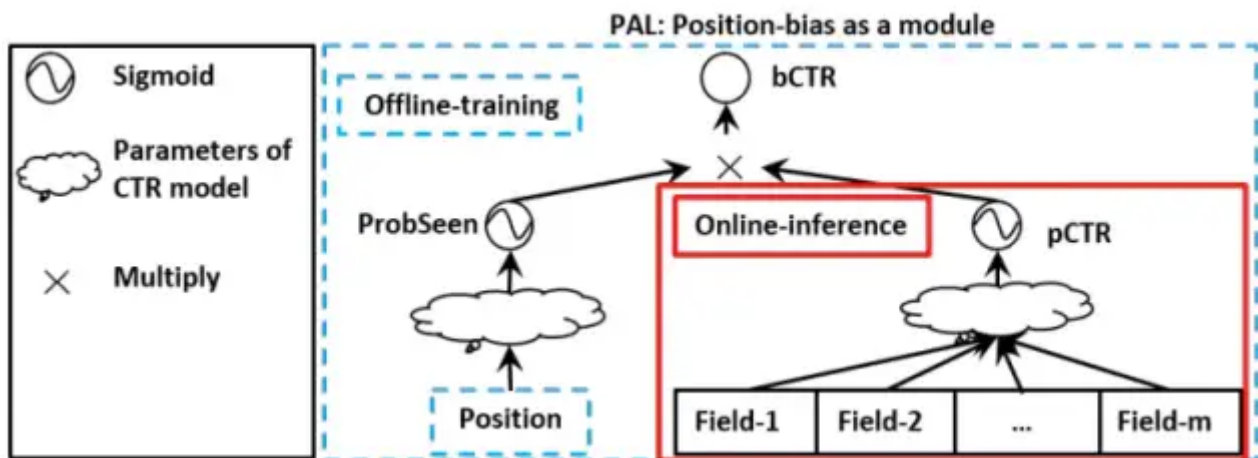 PAL: Position-bias as a module
Sigmoid
Parameters of
CTR model
Multiply
Offline-training
bCTR
ProbSeen
Online-inference
pCTR
Position
Field-1 Field-2 ... Field-m